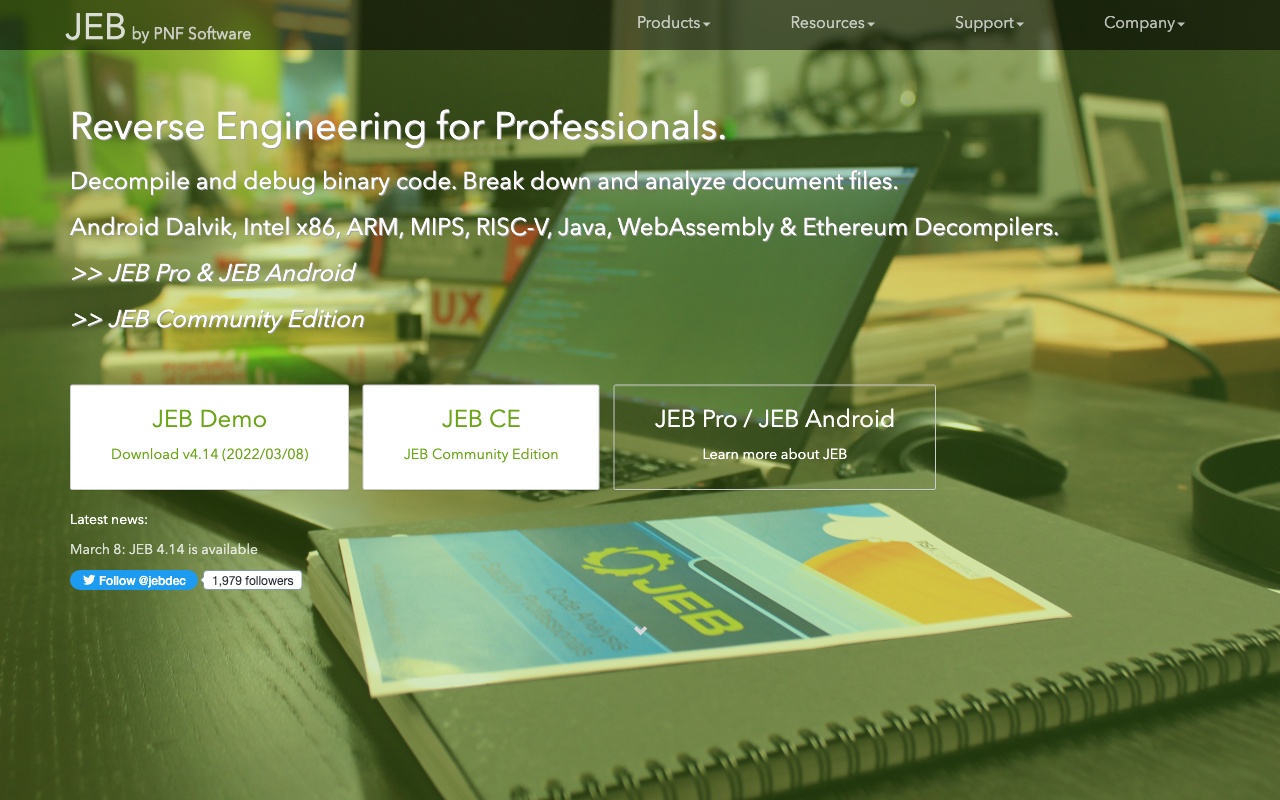 JEB by PNF Software
Products
Resources
Support
Company
Reverse Engineering for Professionals.
Decompile and debug binary code. Break down and analyze document files.
Android Dalvik, Intel x86, ARM, MIPS, RISC-V, Java, WebAssembly & Ethereum Decompilers.
>> JEB Pro & JEB Android
>> JEB Community Edition
UX
JEB Demo
Download v4.14 (2022/03/08)
JEB CE
JEB Community Edition
JEB Pro / JEB Android
Learn more about JEB
Latest news:
March 8: JEB 4.14 is available
Follow @jebdec
1,979 followers
JEB
Code Analysis